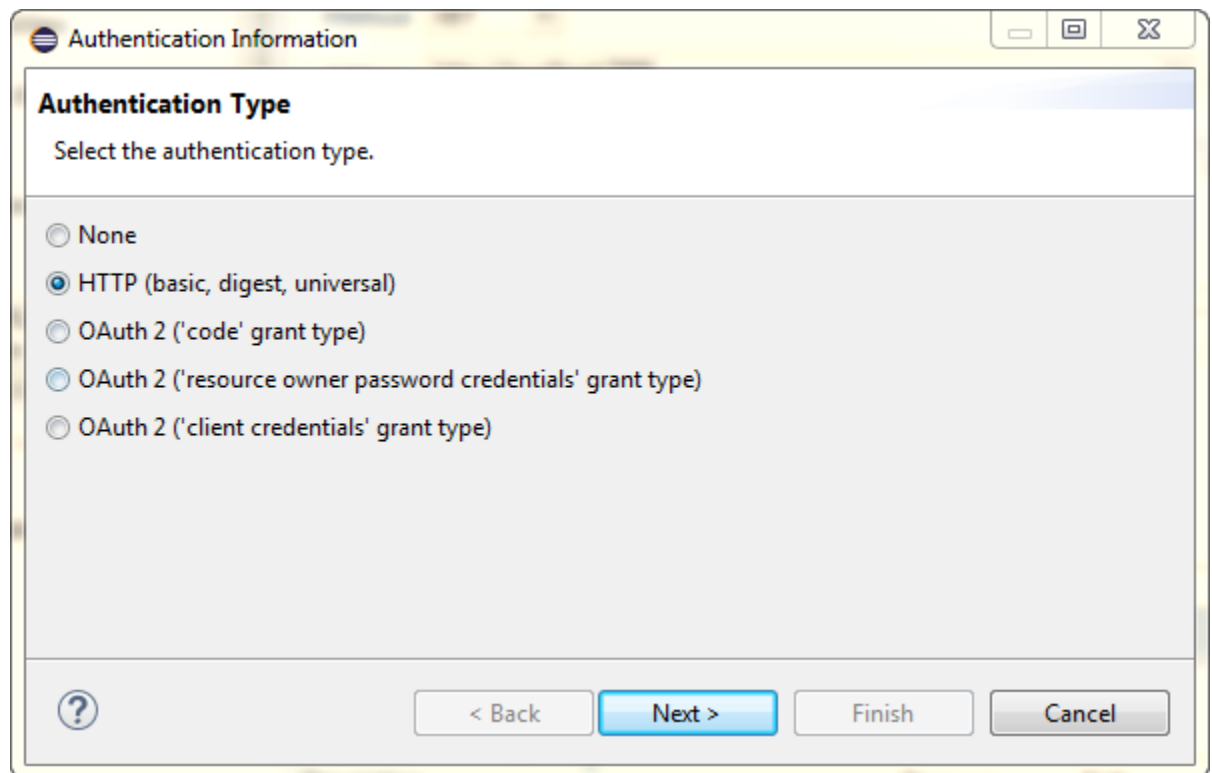 Authentication Information
Authentication Type
Select the authentication type.
None
HTTP (basic, digest, universal)
OAuth 2 ('code' grant type)
OAuth 2 ('resource owner password credentials' grant type)
OAuth 2 ('client credentials' grant type)
? < Back Next > Finish Cancel